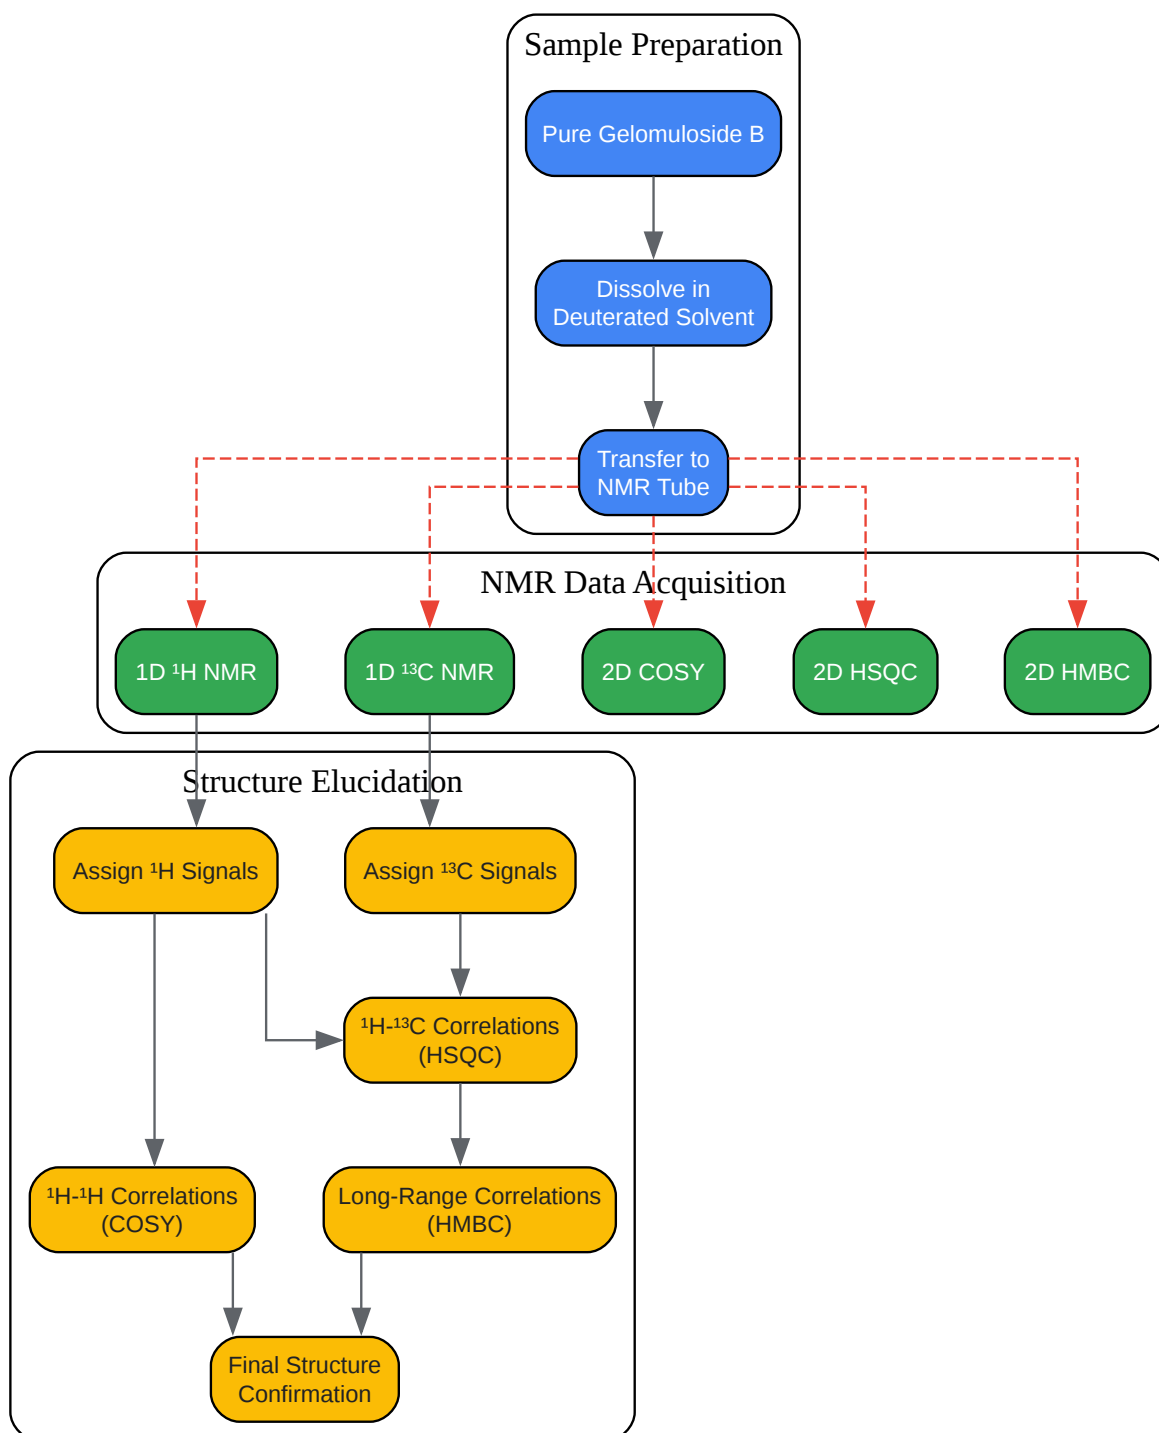 Sample Preparation
Pure Gelomuloside B
Dissolve in
Deuterated Solvent
Transfer to
NMR Tube
NMR Data Acquisition
1D ¹H NMR
1D ¹³C NMR
2D COSY
2D HSQC
2D HMBC
Structure Elucidation
Assign ¹H Signals
Assign ¹³C Signals
¹H-¹³C Correlations
(HSQC)
¹H-¹H Correlations
(COSY)
Long-Range Correlations
(HMBC)
Final Structure
Confirmation